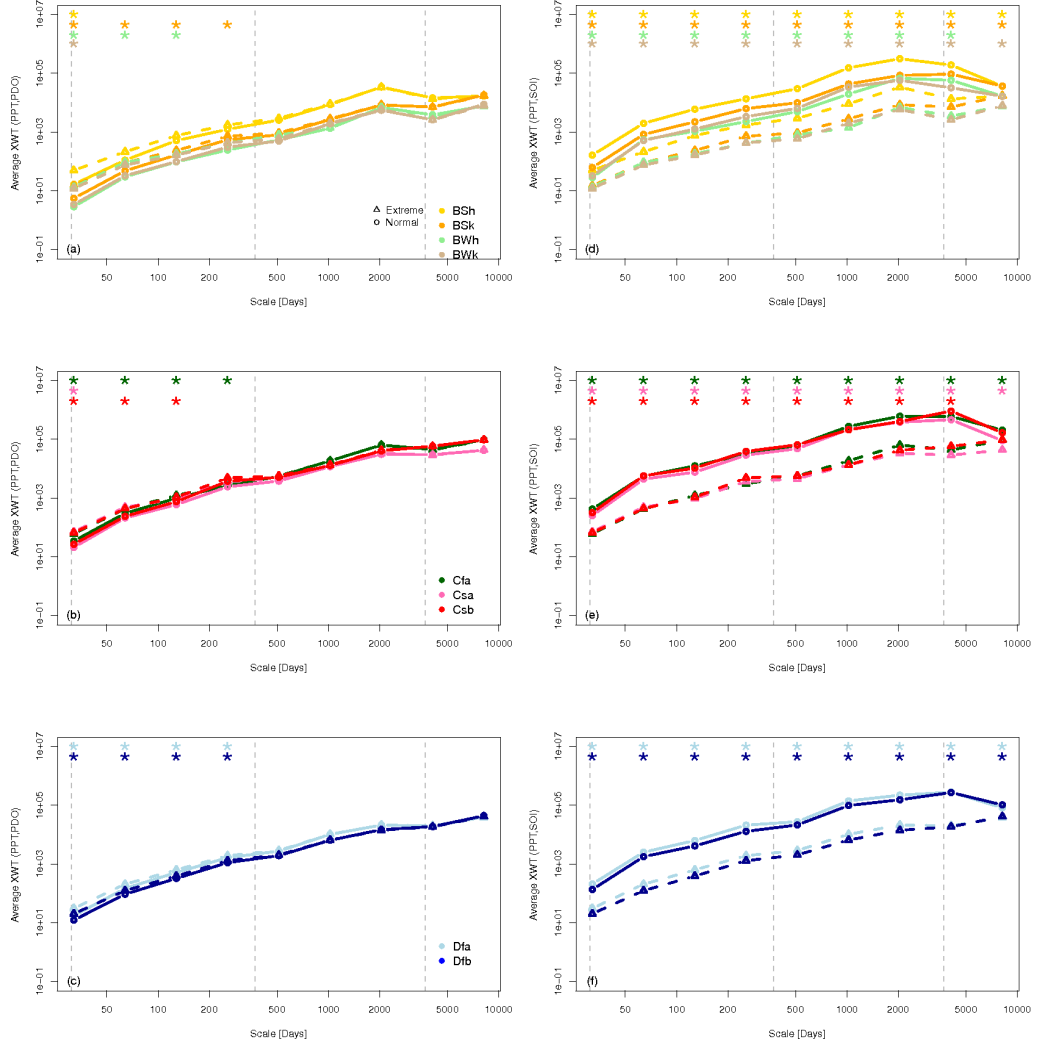 Average XWT (PPT,PDO)
1e+07
1e+05
1e+03
1e+01
1e−01
Extreme
Normal
BSh
BSk
BWh
BWk
(a)
50 100 200 500 1000 2000 5000 10000
Scale [Days]
Average XWT (PPT,SOI)
1e+07
1e+05
1e+03
1e+01
1e−01
(d)
50 100 200 500 1000 2000 5000 10000
Scale [Days]
Average XWT (PPT,PDO)
1e+07
1e+05
1e+03
1e+01
1e−01
Cfa
Csa
Csb
(b)
50 100 200 500 1000 2000 5000 10000
Scale [Days]
Average XWT (PPT,SOI)
1e+07
1e+05
1e+03
1e+01
1e−01
(e)
50 100 200 500 1000 2000 5000 10000
Scale [Days]
Average XWT (PPT,PDO)
1e+07
1e+05
1e+03
1e+01
1e−01
Dfa
Dfb
(c)
50 100 200 500 1000 2000 5000 10000
Scale [Days]
Average XWT (PPT,SOI)
1e+07
1e+05
1e+03
1e+01
1e−01
(f)
50 100 200 500 1000 2000 5000 10000
Scale [Days]